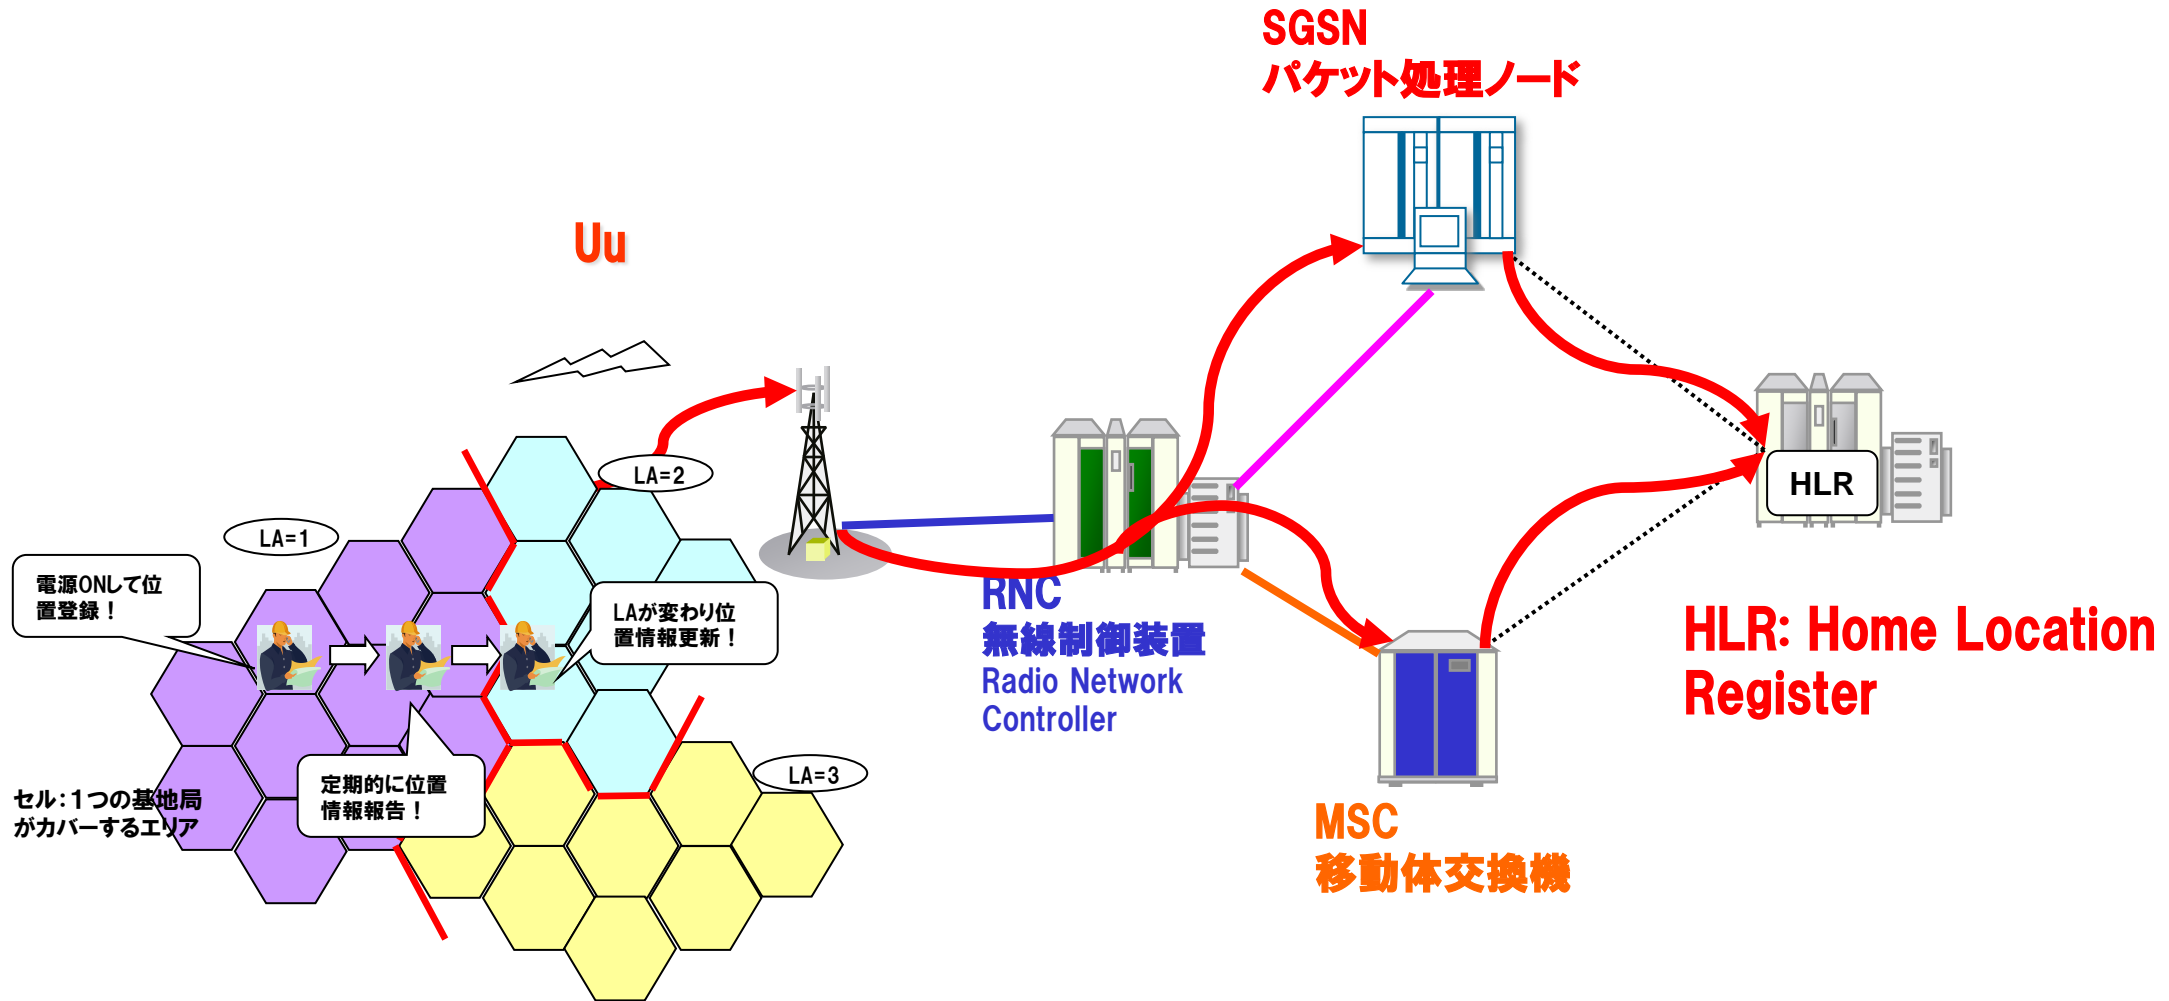 SGSN
パケット処理ノード
Uu
LA=2
LA=1
電源ONして位
置登録！
LAが変わり位
置情報更新！
HLR
RNC
無線制御装置
Radio Network
Controller
HLR: Home Location
Register
LA=3
定期的に位置
情報報告！
セル：１つの基地局
がカバーするエリア
MSC
移動体交換機